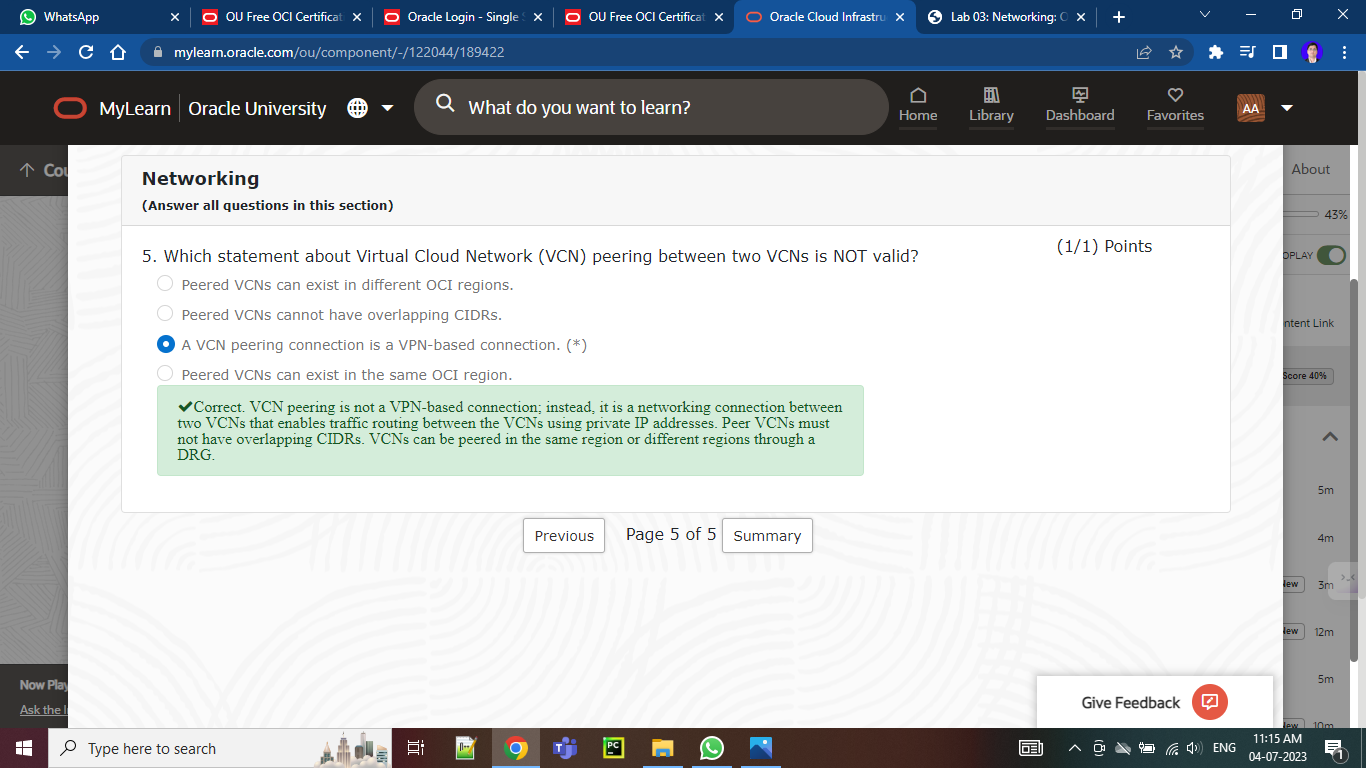 WhatsApp
OU Free OCI Certificat
Oracle Login - Single S
OU Free OCI Certificat
Oracle Cloud Infrastru
Lab 03: Networking: O
mylearn.oracle.com/ou/component/-/122044/189422
MyLearn
Oracle University
What do you want to learn?
Home
Library
Dashboard
Favorites
AA
Cou
About
Networking
(Answer all questions in this section)
43%
5. Which statement about Virtual Cloud Network (VCN) peering between two VCNs is NOT valid?
(1/1) Points
OPLAY
Peered VCNs can exist in different OCI regions.
Peered VCNs cannot have overlapping CIDRs.
ntent Link
A VCN peering connection is a VPN-based connection. (*)
Peered VCNs can exist in the same OCI region.
Score 40%
Correct. VCN peering is not a VPN-based connection; instead, it is a networking connection between
two VCNs that enables traffic routing between the VCNs using private IP addresses. Peer VCNs must
not have overlapping CIDRs. VCNs can be peered in the same region or different regions through a
DRG.
5m
Previous
Page 5 of 5
Summary
4m
New
3m
New
12m
5m
Now Play
Ask the I
Give Feedback
New
10m
Type here to search
PC
ENG
11:15 AM
04-07-2023
1